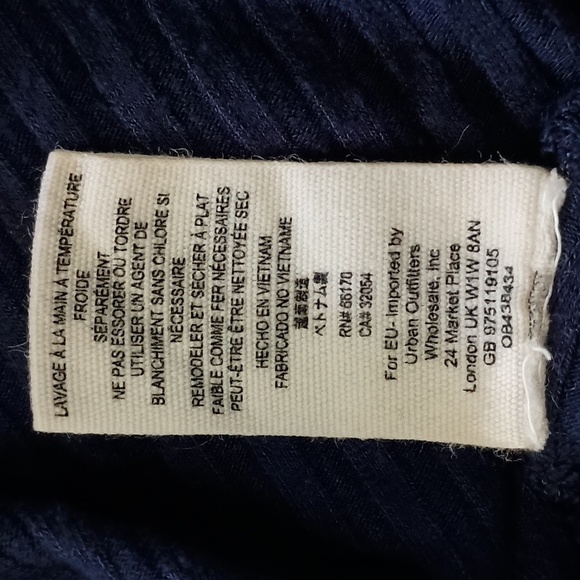 LAVAGE À LA MAIN À TEMPÉRATURE
FROIDE
SÉPARÉMENT
NE PAS ESSORER OU TORDRE
UTILISER UN AGENT DE
BLANCHIMENT SANS CHLORE SI
NÉCESSAIRE
REMODELER ET SÉCHER À PLAT
FAIBLE COMME FER NÉCESSAIRES
PEUT-ÊTRE ÊTRE NETTOYÉE SEC
HECHO EN VIETNAM
FABRICADO NO VIETNAME
越南制造
ベトナム製
RN# 66170
CA# 32054
For EU-Imported by
Urban Outfitters
Wholesale, Inc
24 Market Place
London UK W1W 8AN
GB 975119105
OB438434